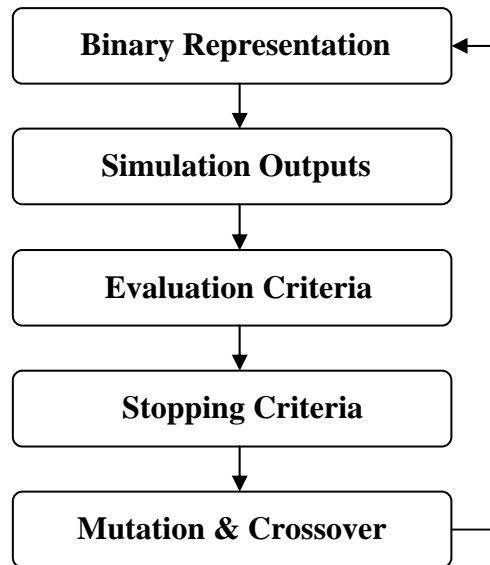 Binary Representation
Simulation Outputs
Evaluation Criteria
Stopping Criteria
Mutation & Crossover